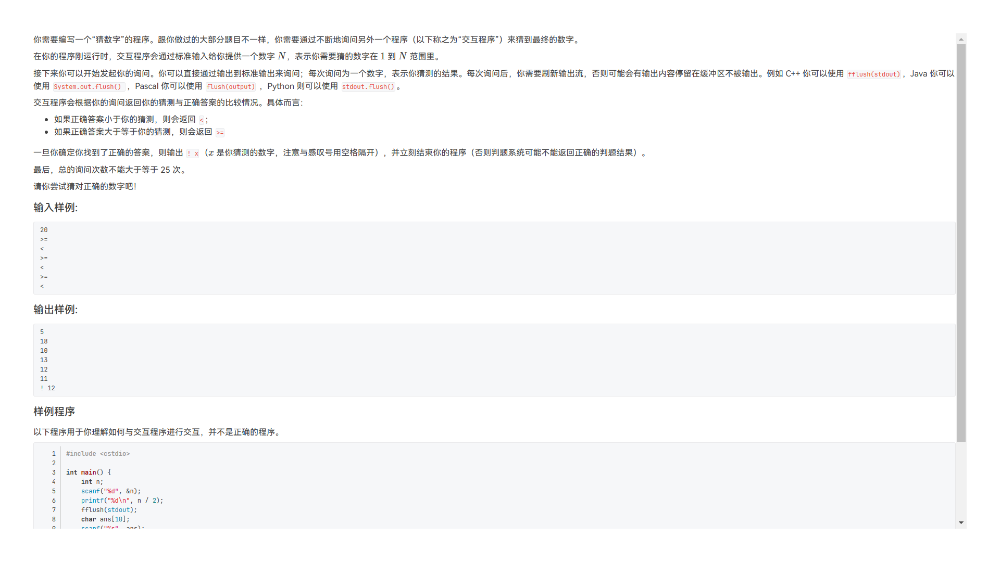 你需要编写一个“猜数字”的程序。跟你做过的大部分题目不一样，你需要通过不断地询问另外一个程序（以下称之为“交互程序”）来猜到最终的数字。
在你的程序刚运行时，交互程序会通过标准输入给你提供一个数字 N，表示你需要猜的数字在 1 到 N 范围里。
接下来你可以开始发起你的询问。你可以直接通过输出到标准输出来询问；每次询问为一个数字，表示你猜测的结果。每次询问后，你需要刷新输出流，否则可能会有输出内容停留在缓冲区不被输出。例如 C++ 你可以使用 fflush(stdout)，Java 你可以
使用 System.out.flush() ，Pascal 你可以使用 flush(output) ，Python 则可以使用 stdout.flush()。
交互程序会根据你的询问返回你的猜测与正确答案的比较情况。具体而言：
• 如果正确答案小于你的猜测，则会返回 <；
• 如果正确答案大于等于你的猜测，则会返回 >=
一旦你确定你找到了正确的答案，则输出 ! x（x 是你猜测的数字，注意与感叹号用空格隔开），并立刻结束你的程序（否则判题系统可能不能返回正确的判题结果）。
最后，总的询问次数不能大于等于 25 次。
请你尝试猜对正确的数字吧！
输入样例:
20
>=
<
>=
<
>=
<
输出样例:
5
18
10
13
12
11
! 12
样例程序
以下程序用于你理解如何与交互程序进行交互，并不是正确的程序。
1 #include <cstdio>
2
3 int main() {
4 int n;
5 scanf("%d", &n);
6 printf("%d\n", n / 2);
7 fflush(stdout);
8 char ans[10];
9 scanf("%s", ans);